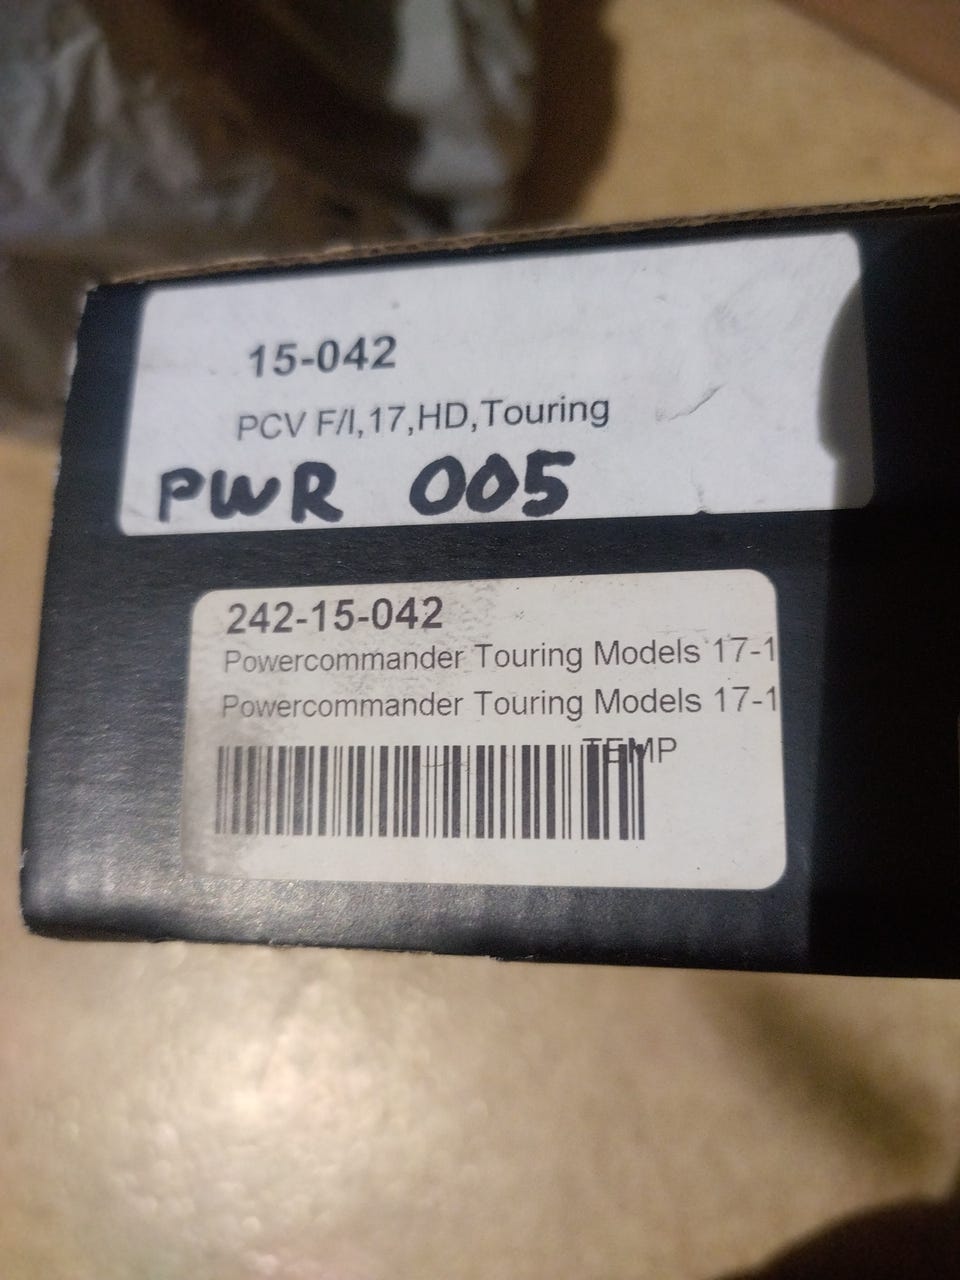 15-042
PCV F/I,17,HD,Touring
PWR 005
242-15-042
Powercommander Touring Models 17-1
Powercommander Touring Models 17-1
TEMP